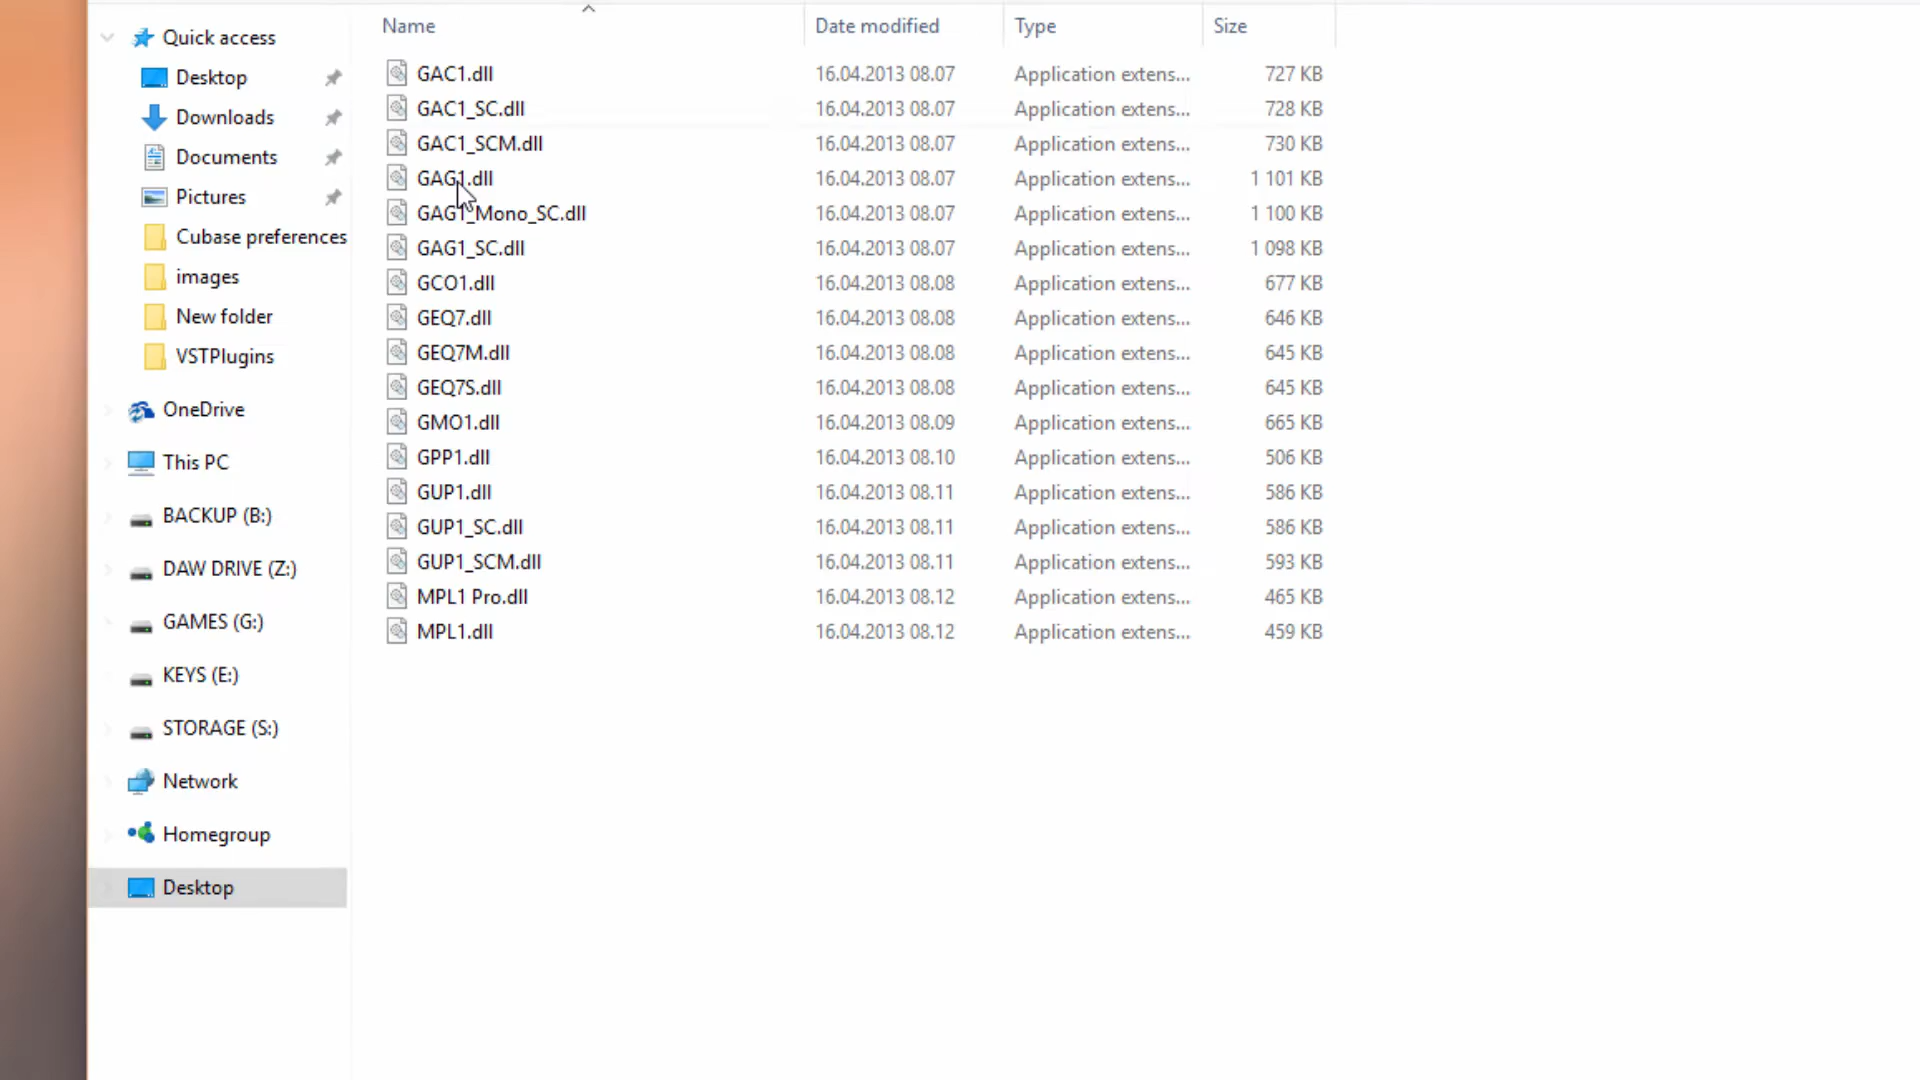 Quick access
Desktop
Downloads
Documents
Pictures
Cubase preferences
images
New folder
VSTPlugins
OneDrive
This PC
BACKUP (B:)
DAW DRIVE (Z:)
GAMES (G:)
KEYS (E:)
STORAGE (S:)
Network
Homegroup
Desktop
Name Date modified Type Size
GAC1.dll 16.04.2013 08.07 Application extens... 727 KB
GAC1_SC.dll 16.04.2013 08.07 Application extens... 728 KB
GAC1_SCM.dll 16.04.2013 08.07 Application extens... 730 KB
GAG1.dll 16.04.2013 08.07 Application extens... 1 101 KB
GAG1_Mono_SC.dll 16.04.2013 08.07 Application extens... 1 100 KB
GAG1_SC.dll 16.04.2013 08.07 Application extens... 1 098 KB
GCO1.dll 16.04.2013 08.08 Application extens... 677 KB
GEQ7.dll 16.04.2013 08.08 Application extens... 646 KB
GEQ7M.dll 16.04.2013 08.08 Application extens... 645 KB
GEQ7S.dll 16.04.2013 08.08 Application extens... 645 KB
GMO1.dll 16.04.2013 08.09 Application extens... 665 KB
GPP1.dll 16.04.2013 08.10 Application extens... 506 KB
GUP1.dll 16.04.2013 08.11 Application extens... 586 KB
GUP1_SC.dll 16.04.2013 08.11 Application extens... 586 KB
GUP1_SCM.dll 16.04.2013 08.11 Application extens... 593 KB
MPL1 Pro.dll 16.04.2013 08.12 Application extens... 465 KB
MPL1.dll 16.04.2013 08.12 Application extens... 459 KB